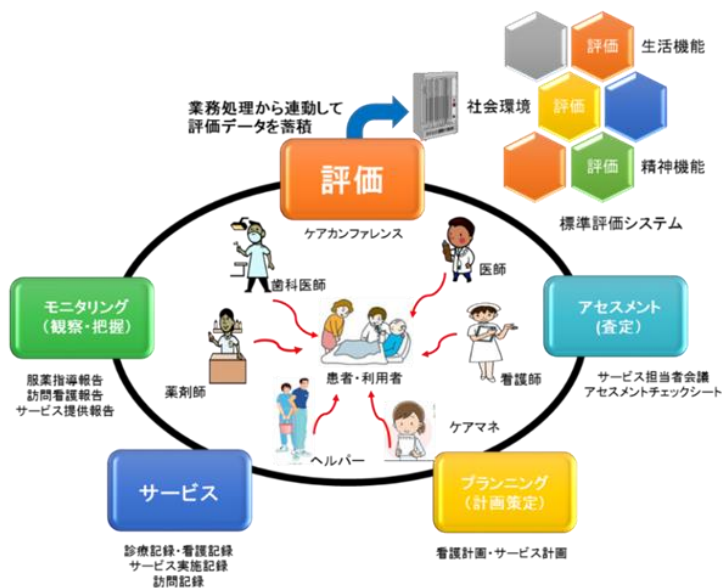 業務処理から連動して
評価データを蓄積
評価
生活機能
社会環境
評価
評価
精神機能
標準評価システム
評価
ケアカンファレンス
歯科医師
医師
モニタリング
(観察・把握)
服薬指導報告
訪問看護報告
サービス提供報告
薬剤師
患者・利用者
看護師
アセスメント
(査定)
サービス担当者会議
アセスメントチェックシート
ヘルパー
ケアマネ
サービス
診療記録・看護記録
サービス実施記録
訪問記録
プランニング
(計画策定)
看護計画・サービス計画